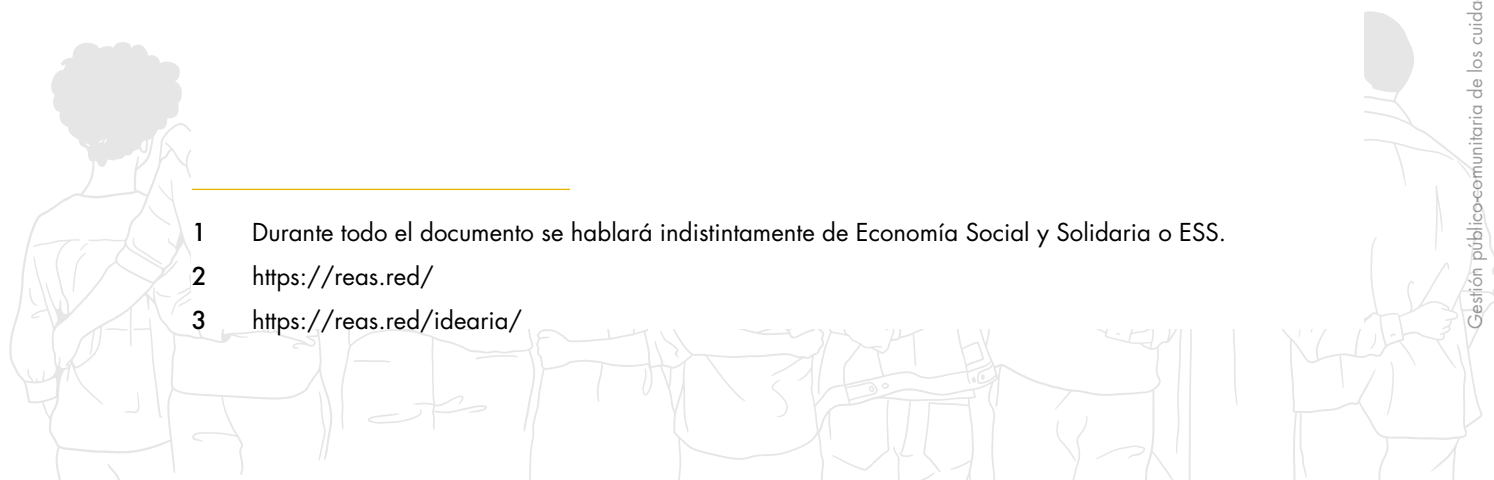 1 Durante todo el documento se hablará indistintamente de Economía Social y Solidaria o ESS.
2 https://reas.red/
3 https://reas.red/idearia/
Gestión público-comunitaria de los